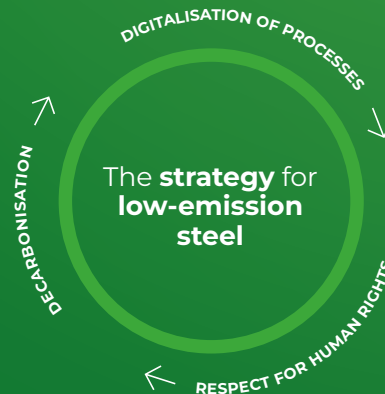 DIGITALISATION OF PROCESSES
The strategy for
low-emission
steel
DECARBONISATION
RESPECT FOR HUMAN RIGHTS